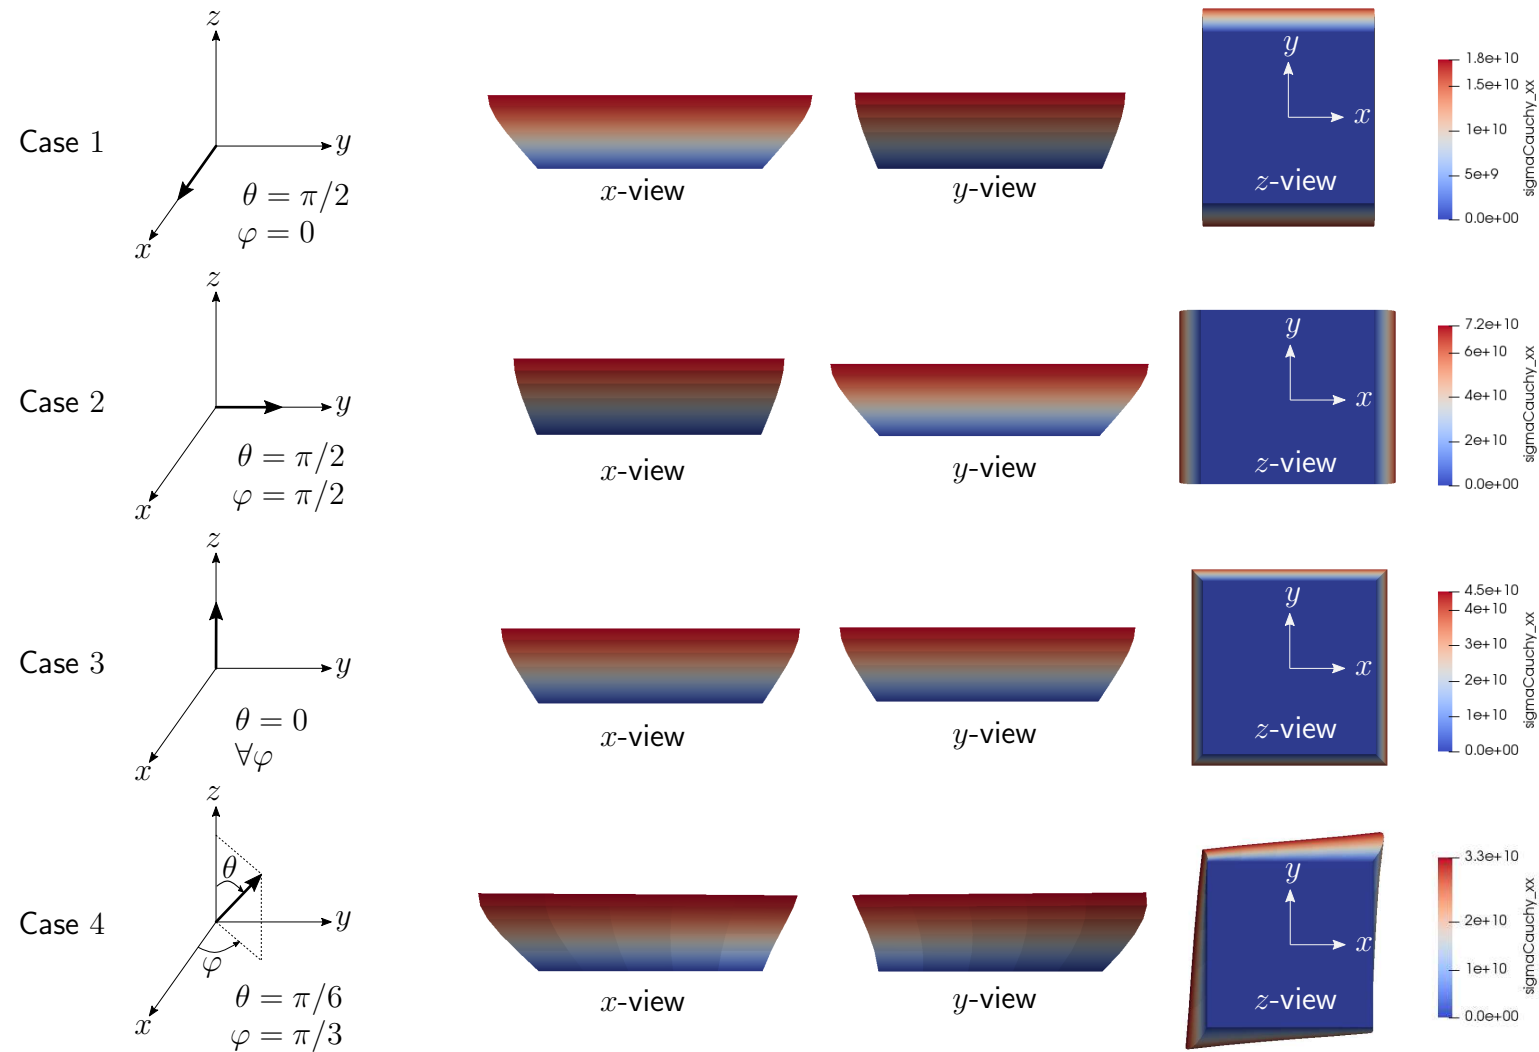 Case 1
z
y
x
θ = π/2
φ = 0
x-view
y-view
y
x
z-view
1.8e+10
1.5e+10
1e+10
5e+9
0.0e+00
sigmaCauchy_xx
Case 2
z
y
x
θ = π/2
φ = π/2
x-view
y-view
y
x
z-view
7.2e+10
6e+10
4e+10
2e+10
0.0e+00
sigmaCauchy_xx
Case 3
z
y
x
θ = 0
∀φ
x-view
y-view
y
x
z-view
4.5e+10
4e+10
3e+10
2e+10
1e+10
0.0e+00
sigmaCauchy_xx
Case 4
z
θ
y
φ
x
θ = π/6
φ = π/3
x-view
y-view
y
x
z-view
3.3e+10
2e+10
1e+10
0.0e+00
sigmaCauchy_xx